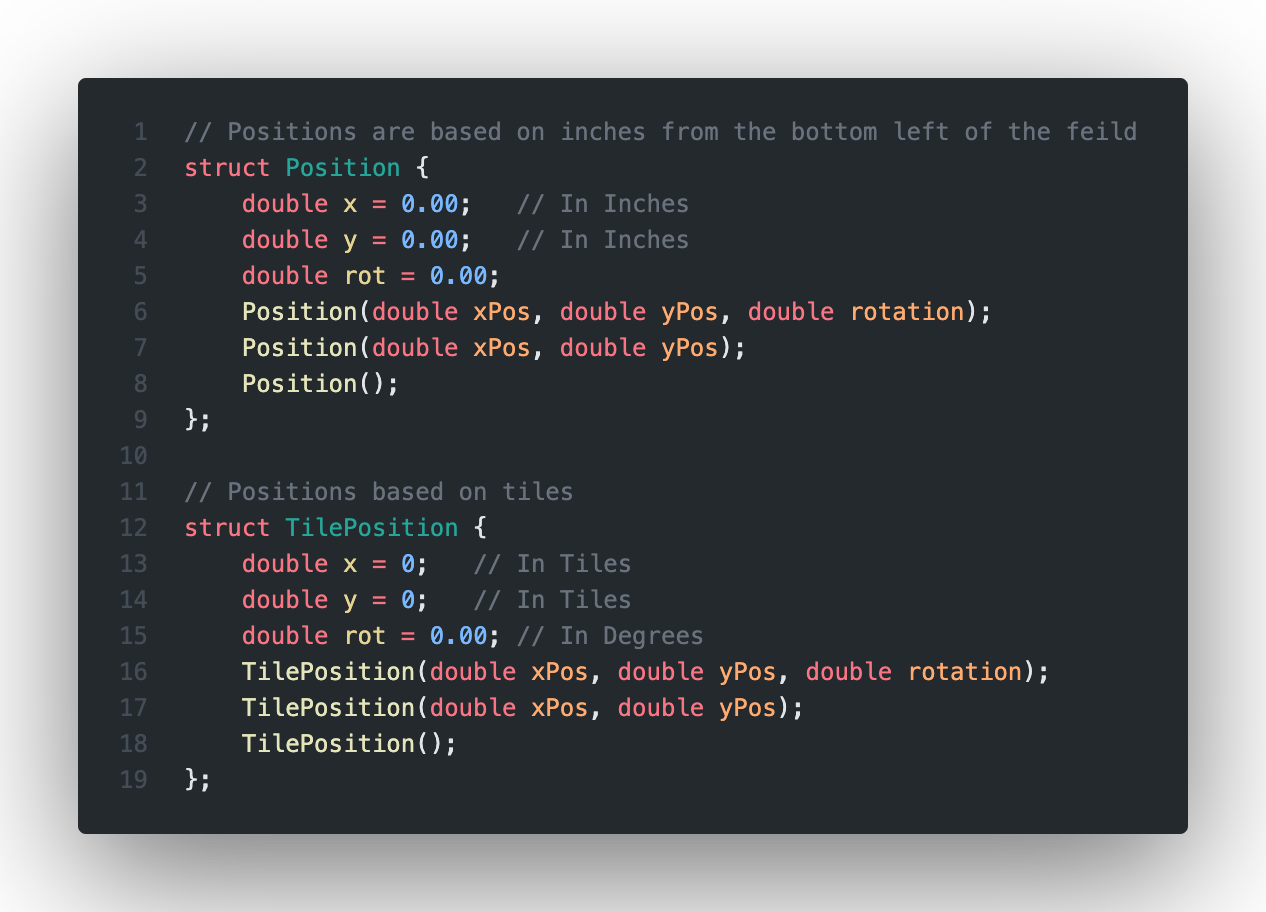 1 // Positions are based on inches from the bottom left of the feild
2 struct Position {
3     double x = 0.00;   // In Inches
4     double y = 0.00;   // In Inches
5     double rot = 0.00;
6     Position(double xPos, double yPos, double rotation);
7     Position(double xPos, double yPos);
8     Position();
9 };
10
11 // Positions based on tiles
12 struct TilePosition {
13     double x = 0;   // In Tiles
14     double y = 0;   // In Tiles
15     double rot = 0.00; // In Degrees
16     TilePosition(double xPos, double yPos, double rotation);
17     TilePosition(double xPos, double yPos);
18     TilePosition();
19 };